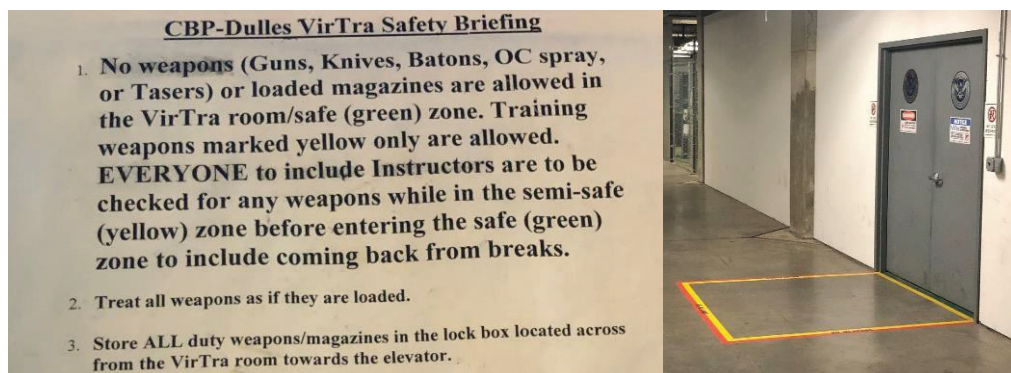 CBP-Dulles VirTra Safety Briefing
1. No weapons (Guns, Knives, Batons, OC spray,
or Tasers) or loaded magazines are allowed in
the VirTra room/safe (green) zone. Training
weapons marked yellow only are allowed.
EVERYONE to include Instructors are to be
checked for any weapons while in the semi-safe
(yellow) zone before entering the safe (green)
zone to include coming back from breaks.
2. Treat all weapons as if they are loaded.
3. Store ALL duty weapons/magazines in the lock box located across
from the VirTra room towards the elevator.
NOTICE